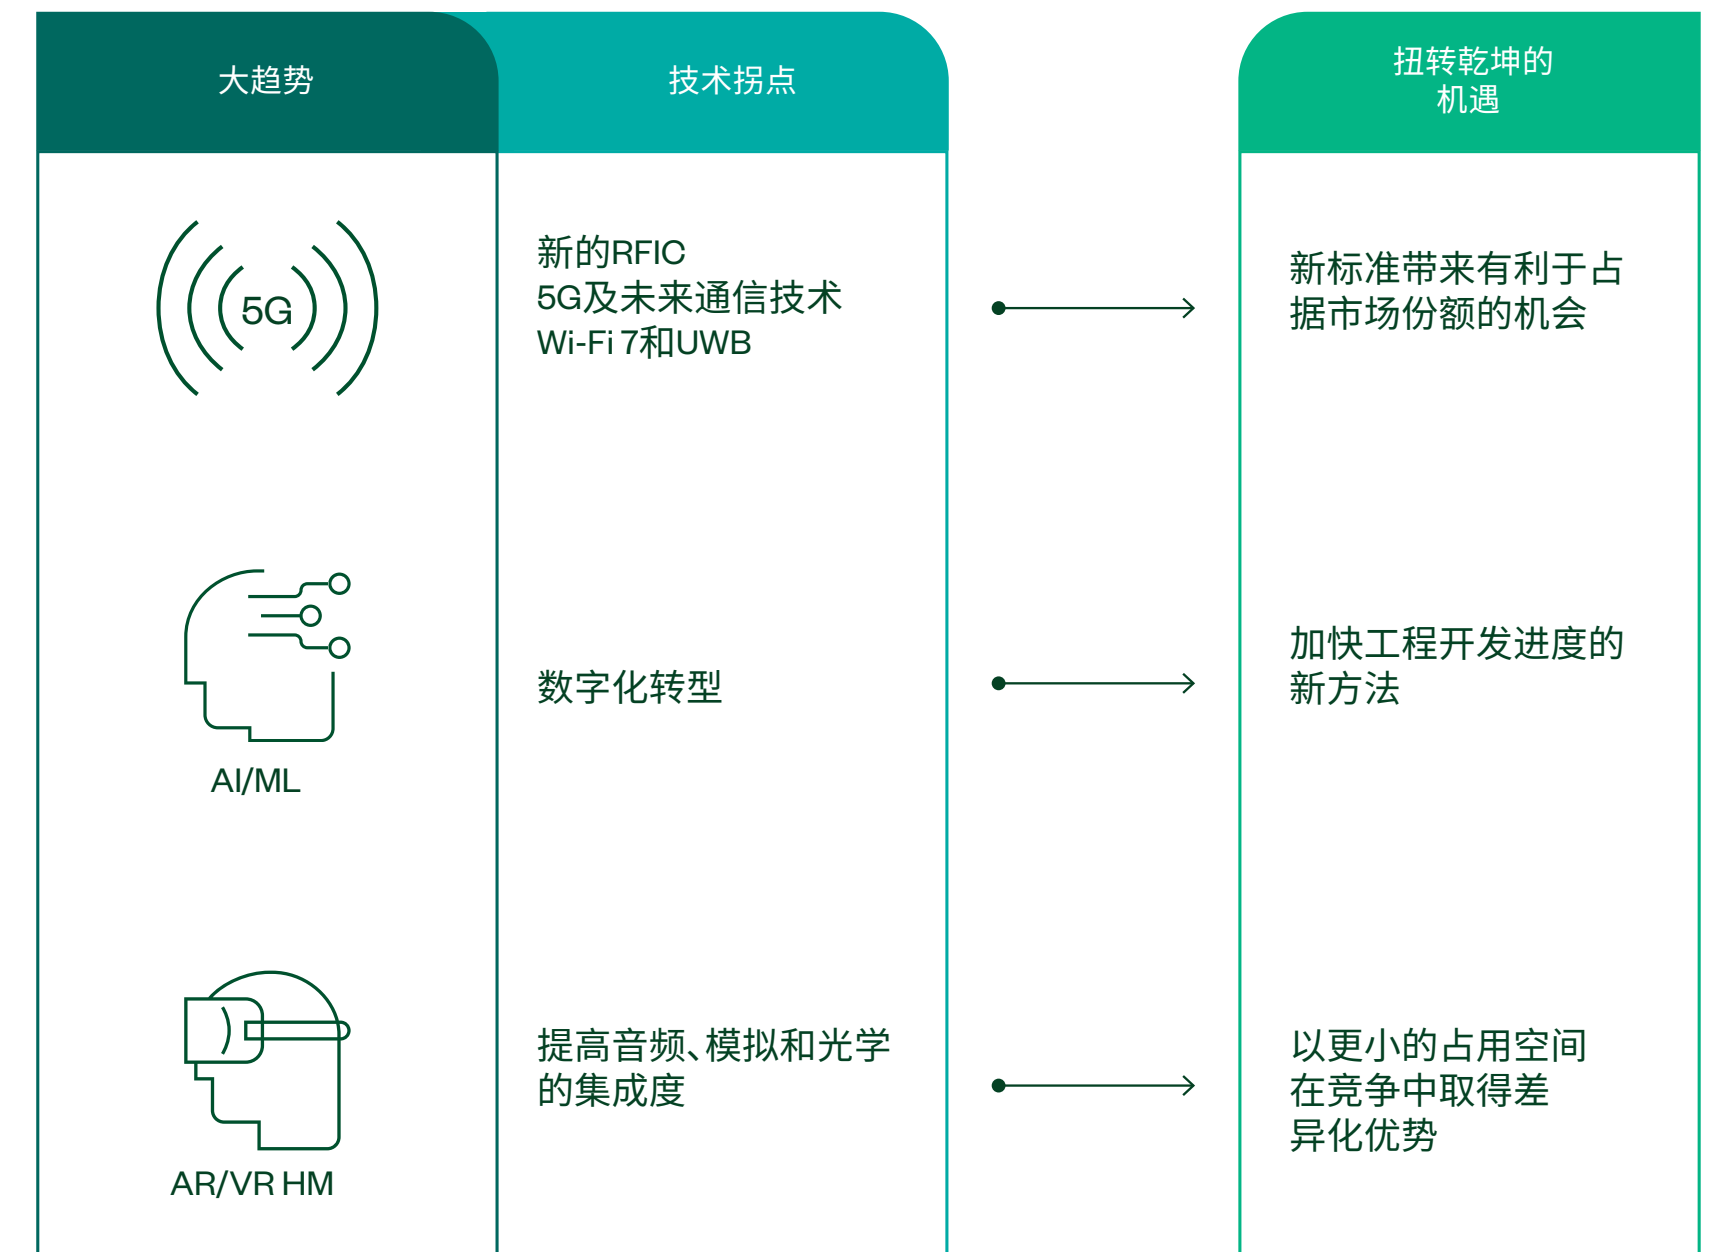 大趋势
技术拐点
扭转乾坤的
机遇
5G
新的RFIC
5G及未来通信技术
Wi-Fi 7和UWB
新标准带来有利于占
据市场份额的机会
AI/ML
数字化转型
加快工程开发进度的
新方法
AR/VR HM
提高音频、模拟和光学
的集成度
以更小的占用空间
在竞争中取得差
异化优势